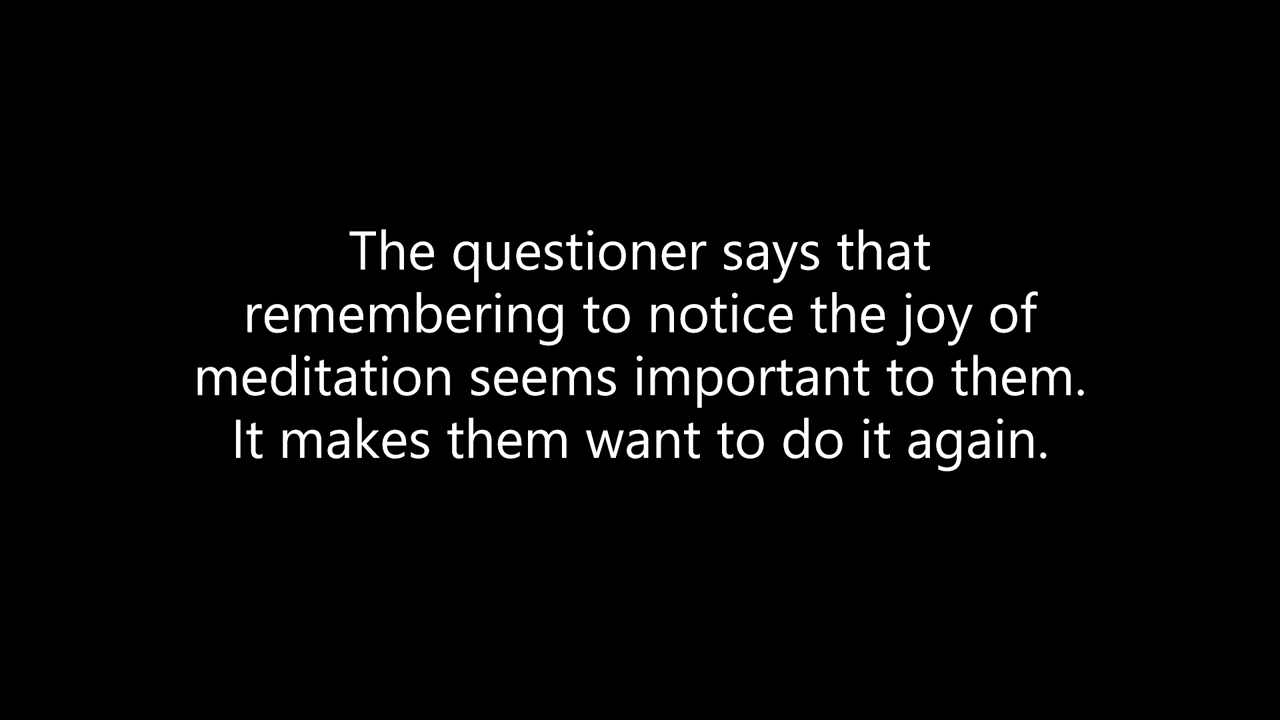 The questioner says that
remembering to notice the joy of
meditation seems important to them.
It makes them want to do it again.